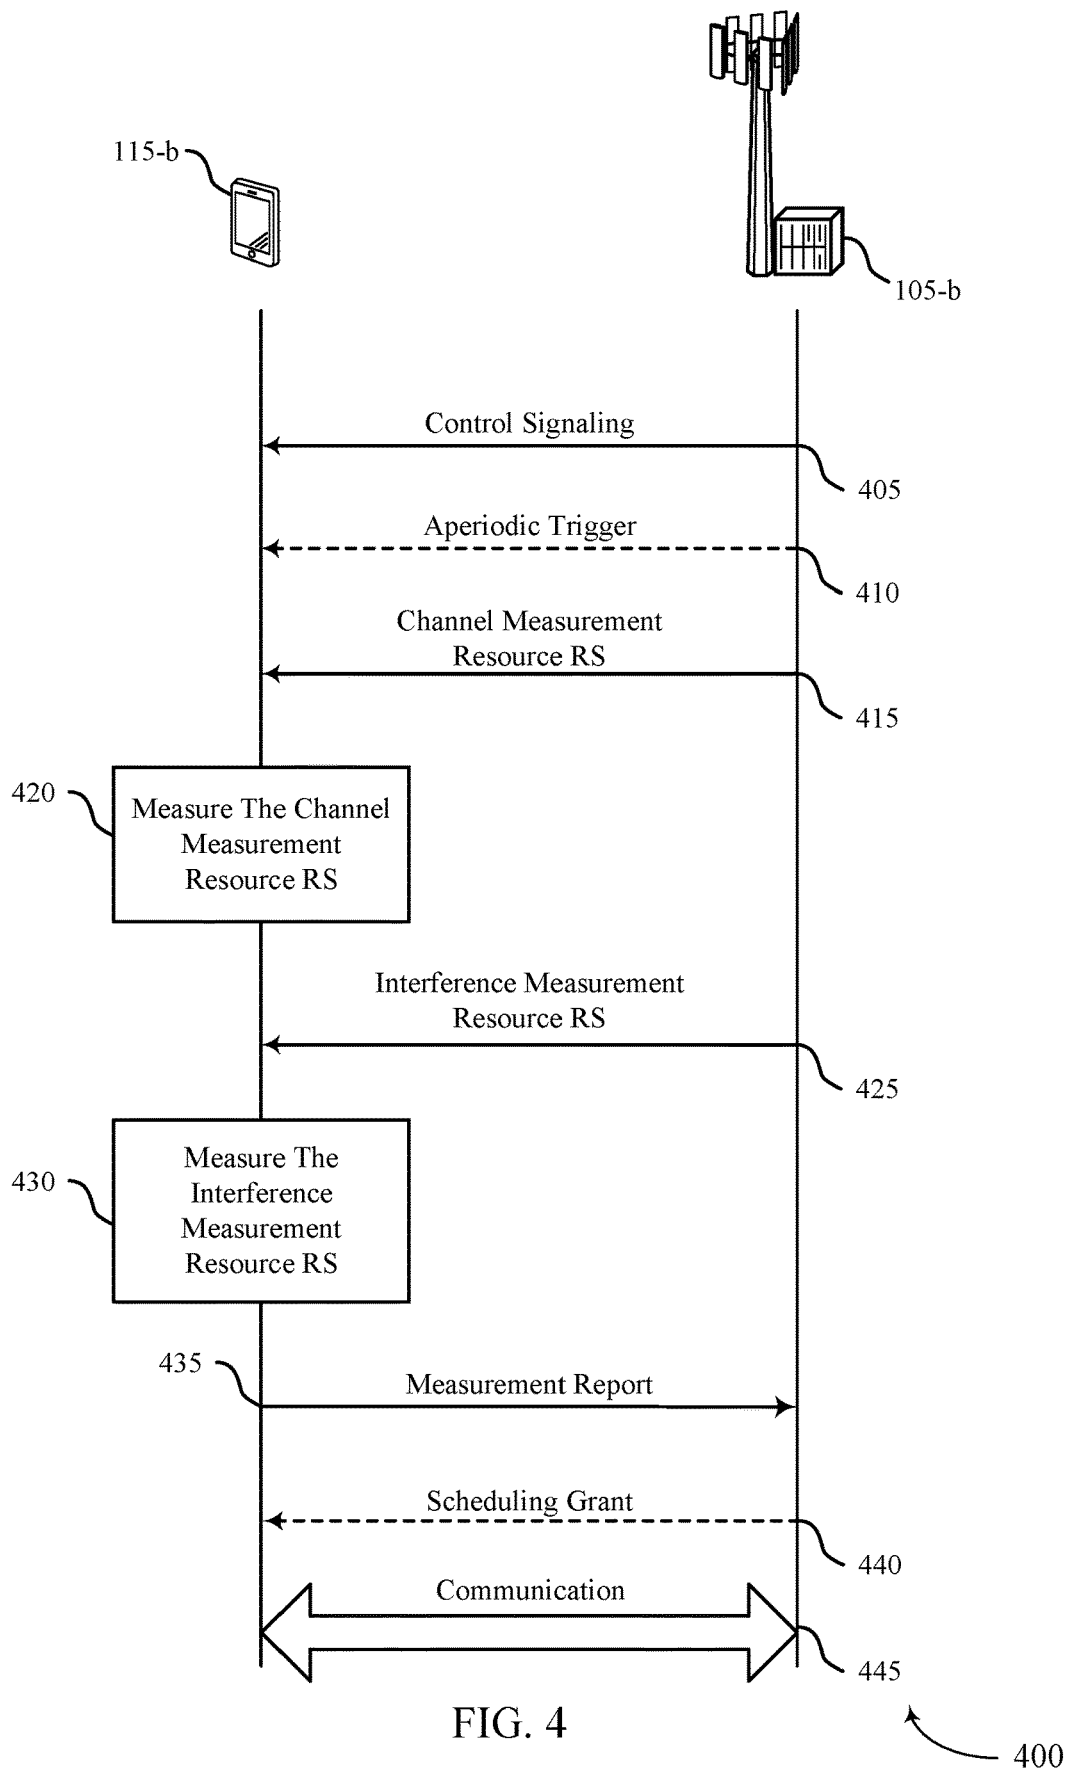 115-b
105-b
Control Signaling
405
Aperiodic Trigger
410
Channel Measurement
Resource RS
415
420
Measure The Channel
Measurement
Resource RS
Interference Measurement
Resource RS
425
430
Measure The
Interference
Measurement
Resource RS
435
Measurement Report
Scheduling Grant
440
Communication
445
FIG. 4
400